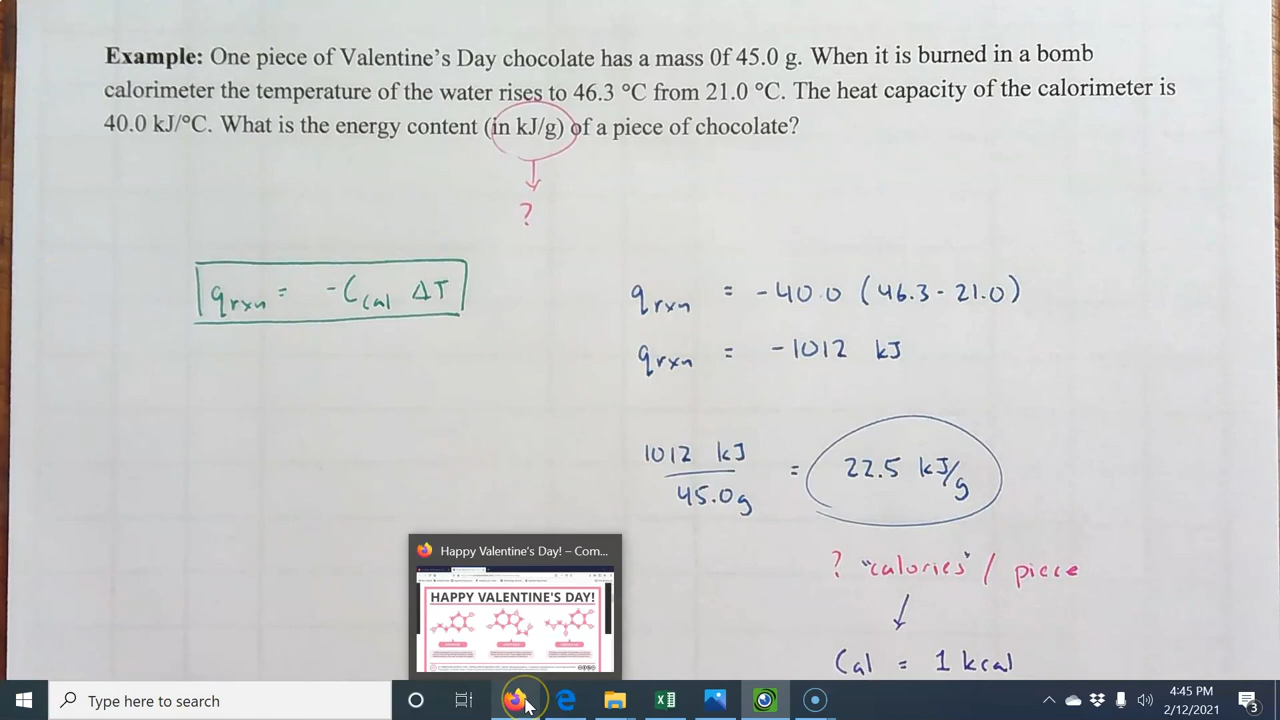 Example: One piece of Valentine’s Day chocolate has a mass 0f 45.0 g. When it is burned in a bomb
calorimeter the temperature of the water rises to 46.3 °C from 21.0 °C. The heat capacity of the calorimeter is
40.0 kJ/°C. What is the energy content (in kJ/g) of a piece of chocolate?
?
qrxn = -Ccal ΔT
qrxn = -40.0 (46.3 - 21.0)
qrxn = -1012 kJ
1012 kJ
45.0g
= 22.5 kJ/g
? "calories" / piece
Cal = 1 kcal
Happy Valentine's Day! – Com...
HAPPY VALENTINE'S DAY!
Type here to search
4:45 PM
2/12/2021
3